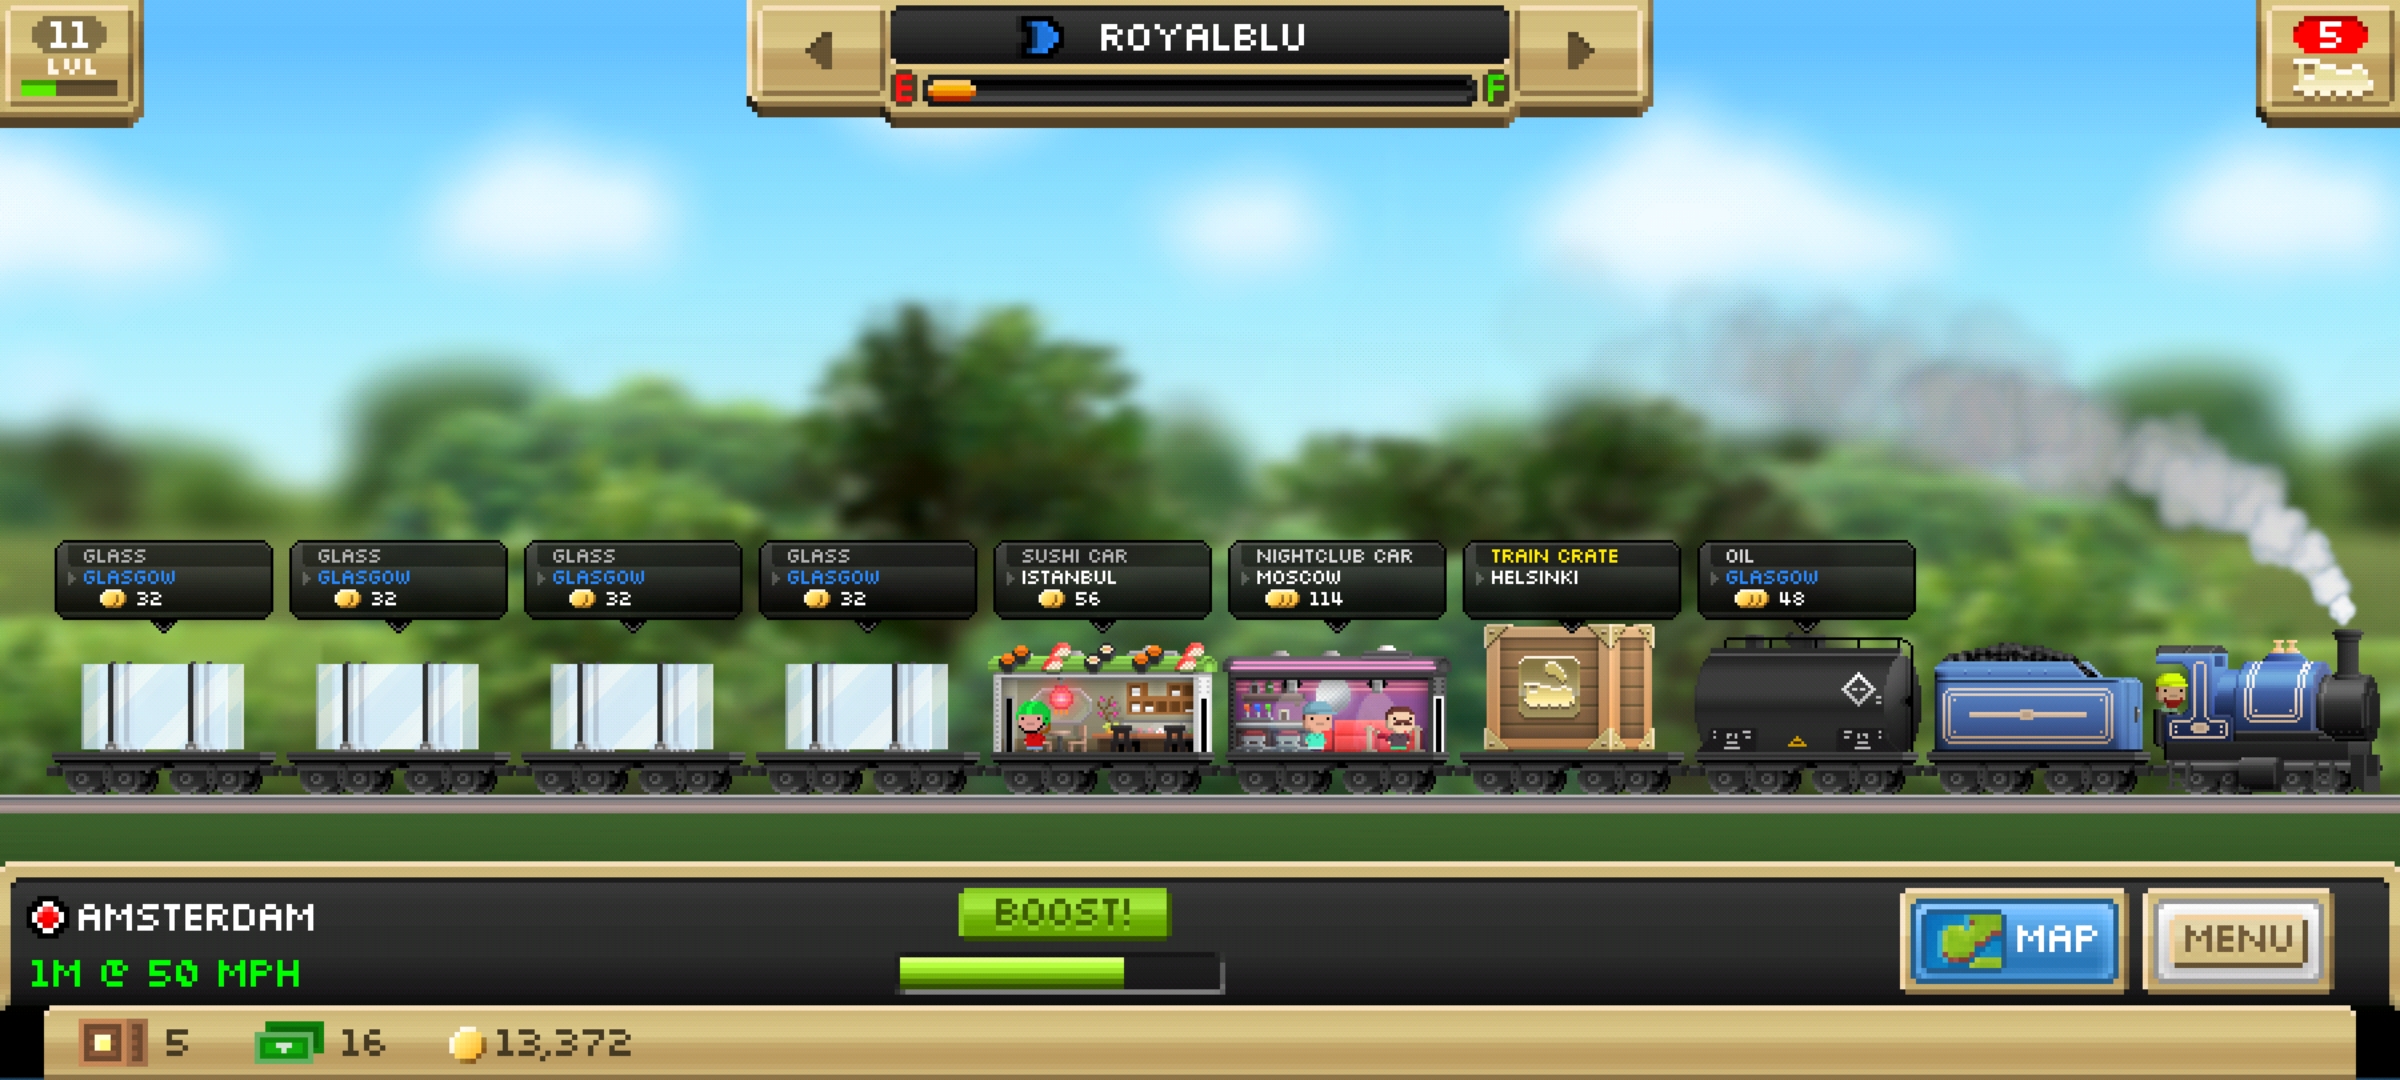 11
LVL
ROYALBLU
E F
5
GLASS
GLASGOW
32
GLASS
GLASGOW
32
GLASS
GLASGOW
32
GLASS
GLASGOW
32
SUSHI CAR
ISTANBUL
56
NIGHTCLUB CAR
MOSCOW
114
TRAIN CRATE
HELSINKI
OIL
GLASGOW
48
AMSTERDAM
1M @ 50 MPH
BOOST!
MAP
MENU
5
16
13,372